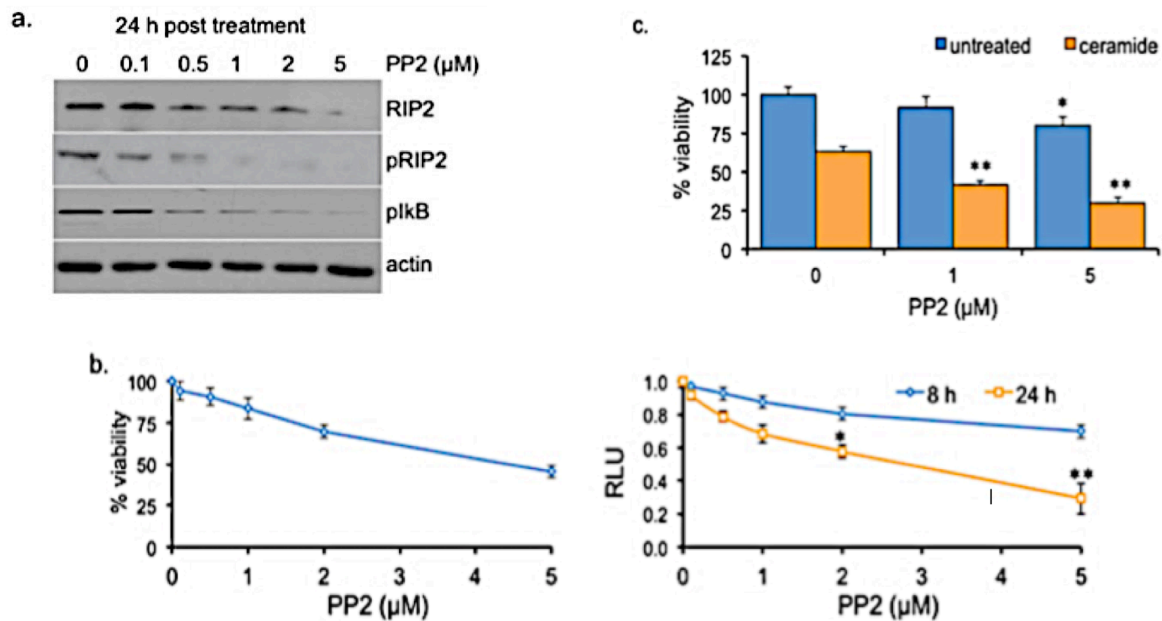 a.
24 h post treatment
0 0.1 0.5 1 2 5 PP2 (µM)
RIP2
pRIP2
pIkB
actin
c.
untreated ceramide
125
100
75
50
25
0
% viability
* ** **
0 1 5
PP2 (µM)
b.
100
75
50
25
0
% viability
0 1 2 3 4 5
PP2 (µM)
8 h 24 h
1.0
0.8
0.6
0.4
0.2
0.0
RLU
* **
0 1 2 3 4 5
PP2 (µM)